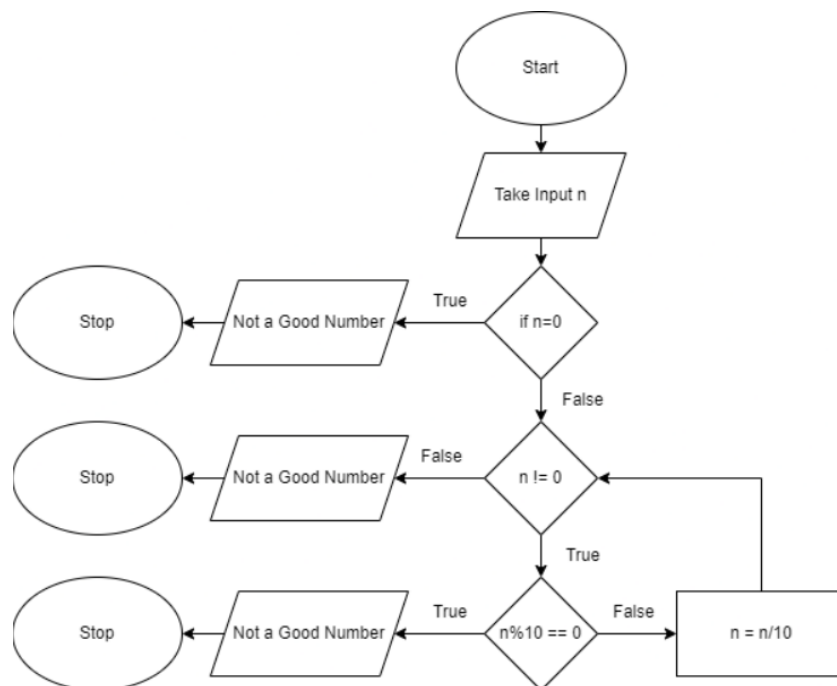 Start
Take Input n
if n=0
True
Not a Good Number
Stop
False
n != 0
False
Not a Good Number
Stop
True
n%10 == 0
True
Not a Good Number
Stop
False
n = n/10